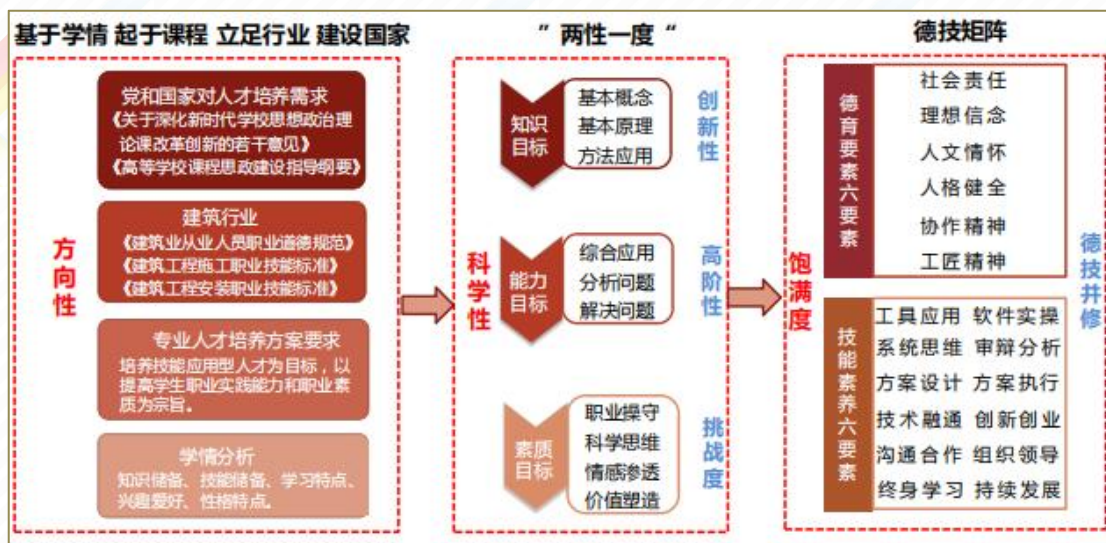 基于学情 起于课程 立足行业 建设国家
方向性
党和国家对人才培养需求
《关于深化新时代学校思想政治理
论课改革创新的若干意见》
《高等学校课程思政建设指导纲要》
建筑行业
《建筑业从业人员职业道德规范》
《建筑工程施工职业技能标准》
《建筑工程安装职业技能标准》
专业人才培养方案要求
培养技能应用型人才为目标，以
提高学生职业实践能力和职业素
质为宗旨。
学情分析
知识储备、技能储备、学习特点、
兴趣爱好、性格特点。
” 两性一度 “
科学性
知识
目标
基本概念
基本原理
方法应用
创新性
能力
目标
综合应用
分析问题
解决问题
高阶性
素质
目标
职业操守
科学思维
情感渗透
价值塑造
挑战度
德技矩阵
饱满度
德育要素六要素
社会责任
理想信念
人文情怀
人格健全
协作精神
工匠精神
技能素养六要素
工具应用 软件实操
系统思维 审辩分析
方案设计 方案执行
技术融通 创新创业
沟通合作 组织领导
终身学习 持续发展
德技并修